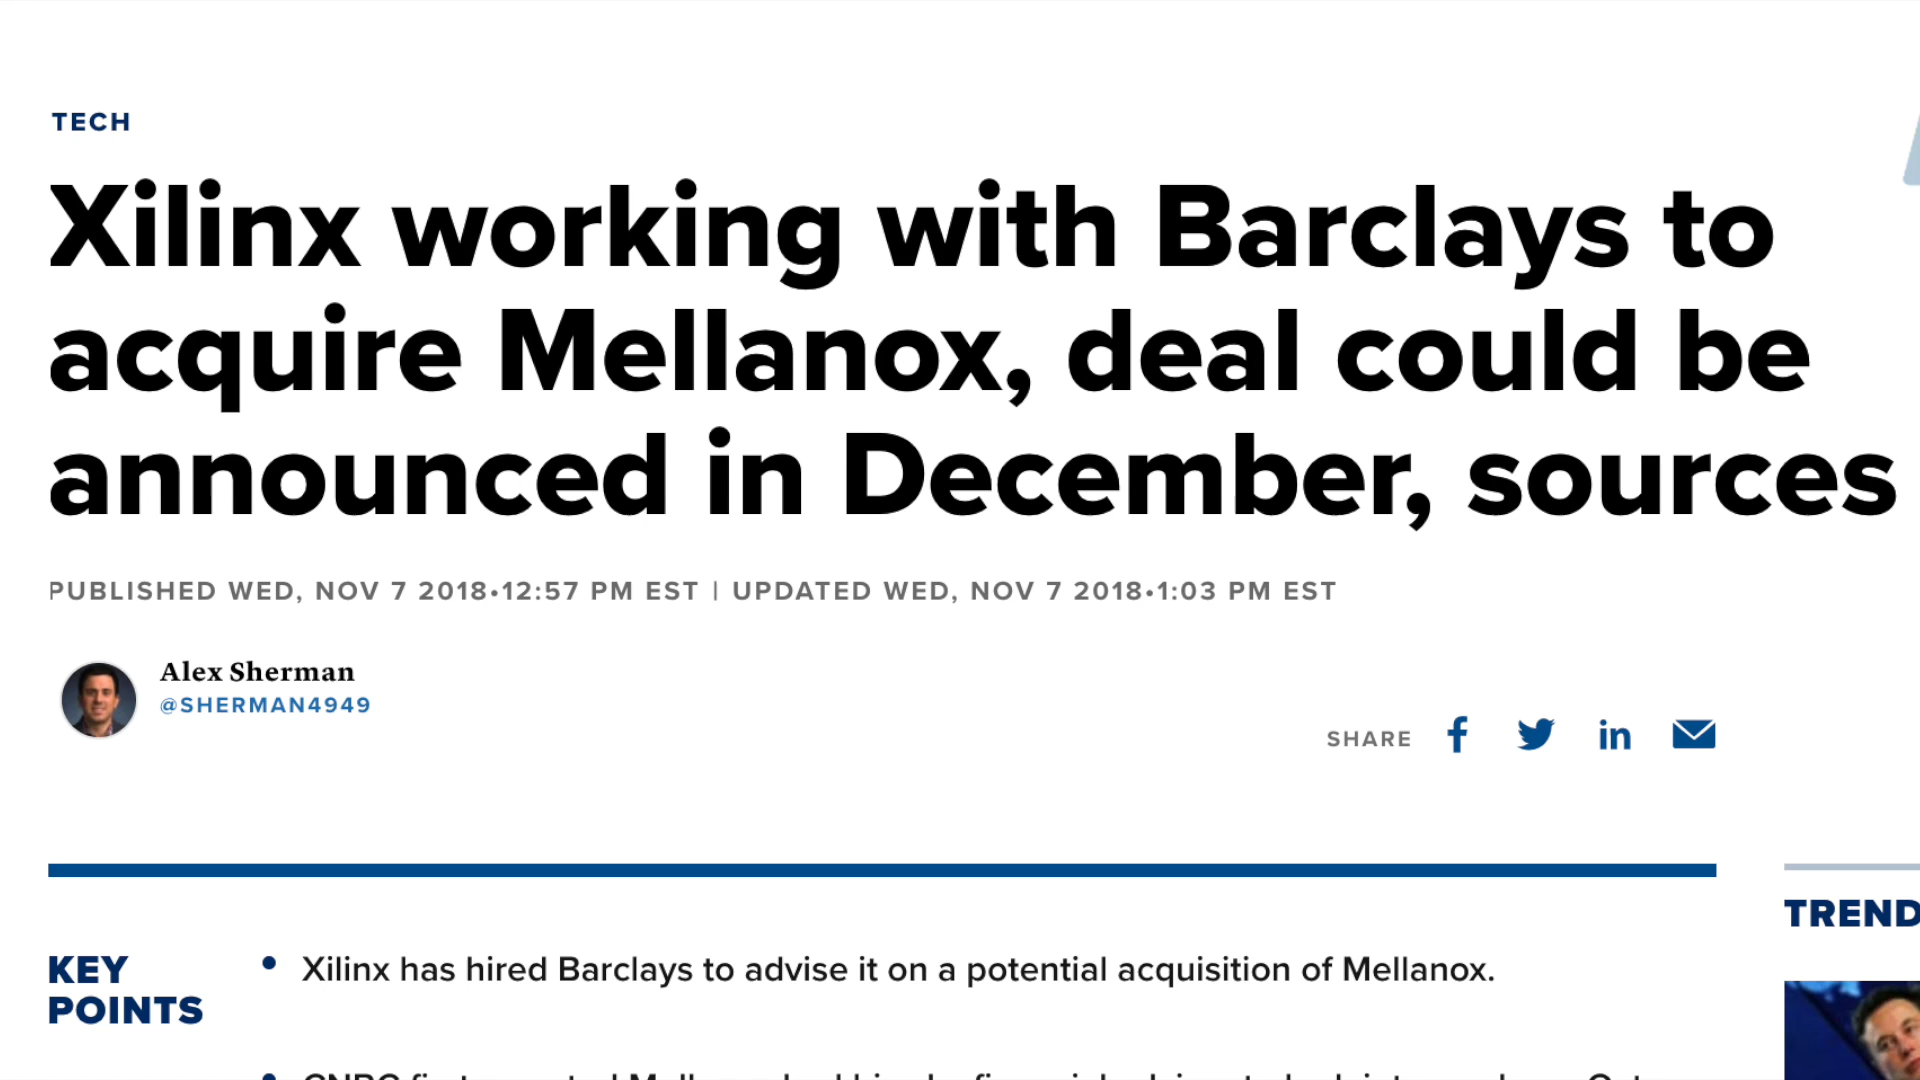 TECH
Xilinx working with Barclays to
acquire Mellanox, deal could be
announced in December, sources
PUBLISHED WED, NOV 7 2018•12:57 PM EST | UPDATED WED, NOV 7 2018•1:03 PM EST
Alex Sherman
@SHERMAN4949
SHARE
KEY
POINTS
• Xilinx has hired Barclays to advise it on a potential acquisition of Mellanox.
TREND